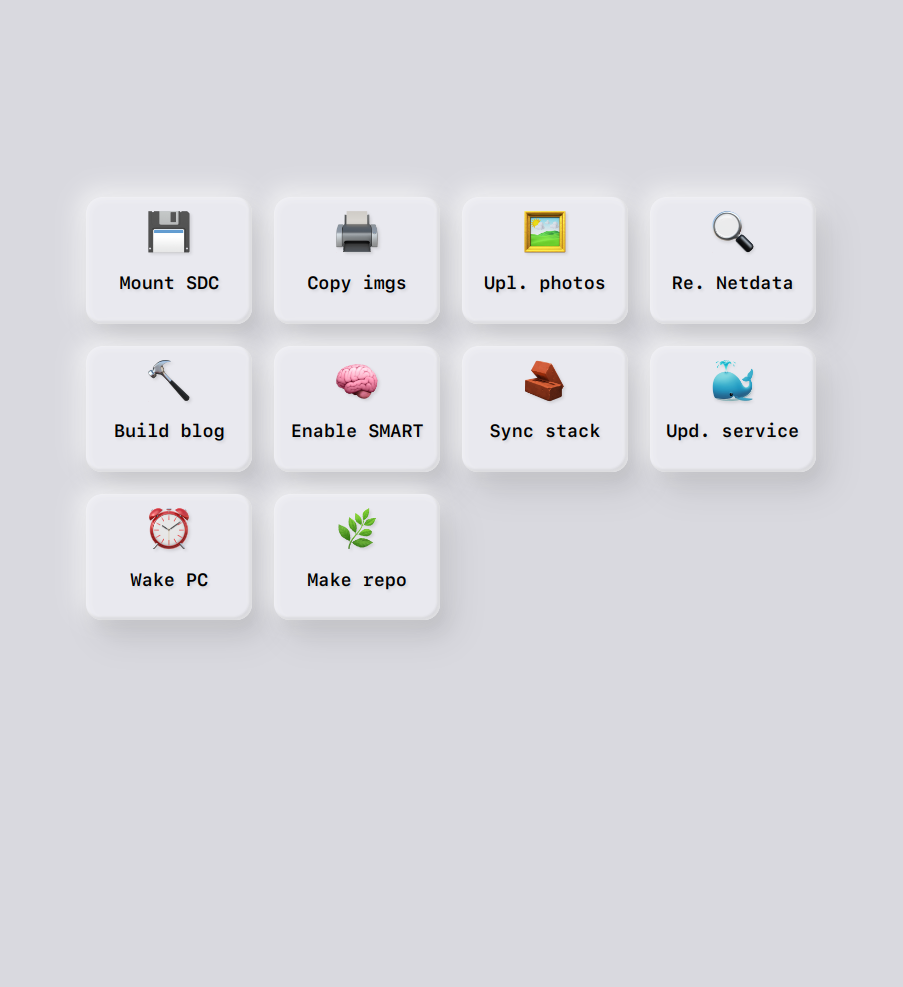 Mount SDC
Copy imgs
Upl. photos
Re. Netdata
Build blog
Enable SMART
Sync stack
Upd. service
Wake PC
Make repo